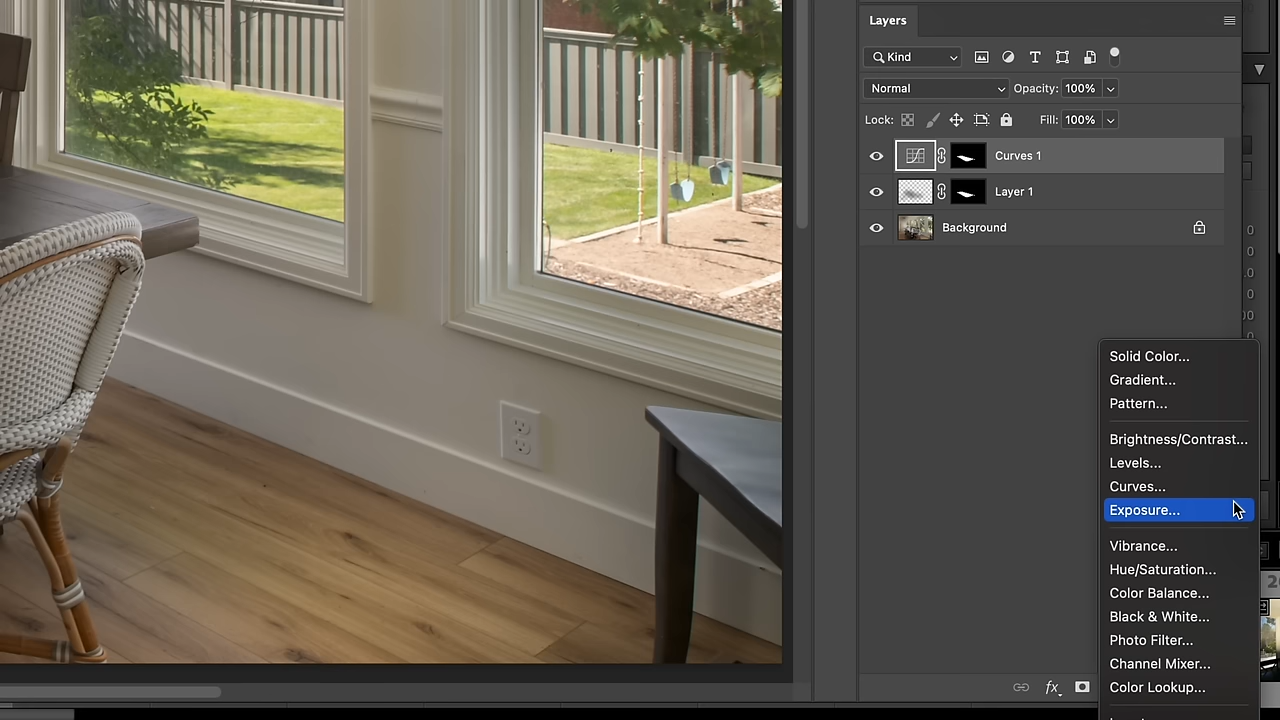 Layers
Kind
Normal Opacity: 100%
Lock: Fill: 100%
Curves 1
Layer 1
Background
Solid Color...
Gradient...
Pattern...
Brightness/Contrast...
Levels...
Curves...
Exposure...
Vibrance...
Hue/Saturation...
Color Balance...
Black & White...
Photo Filter...
Channel Mixer...
Color Lookup...
fx